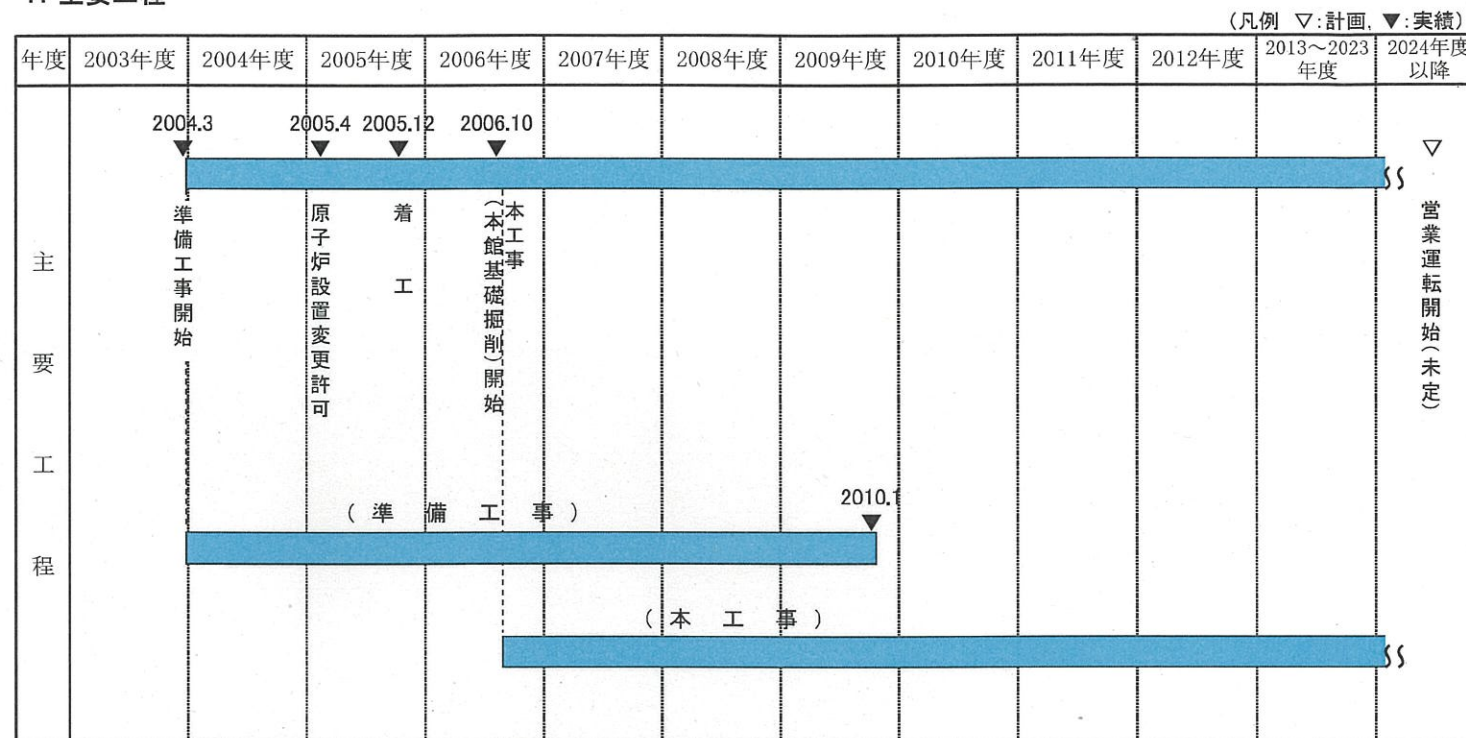 (凡例 ▽:計画, ▼:実績)
年度
2003年度
2004年度
2005年度
2006年度
2007年度
2008年度
2009年度
2010年度
2011年度
2012年度
2013～2023
年度
2024年度
以降
主要工程
2004.3
▼
準備工事開始
2005.4
▼
原子炉設置変更許可
2005.12
▼
着工
2006.10
▼
本工事
(本館基礎掘削)開始
▽
営業運転開始(未定)
(準備工事)
2010.1
▼
(本工事)